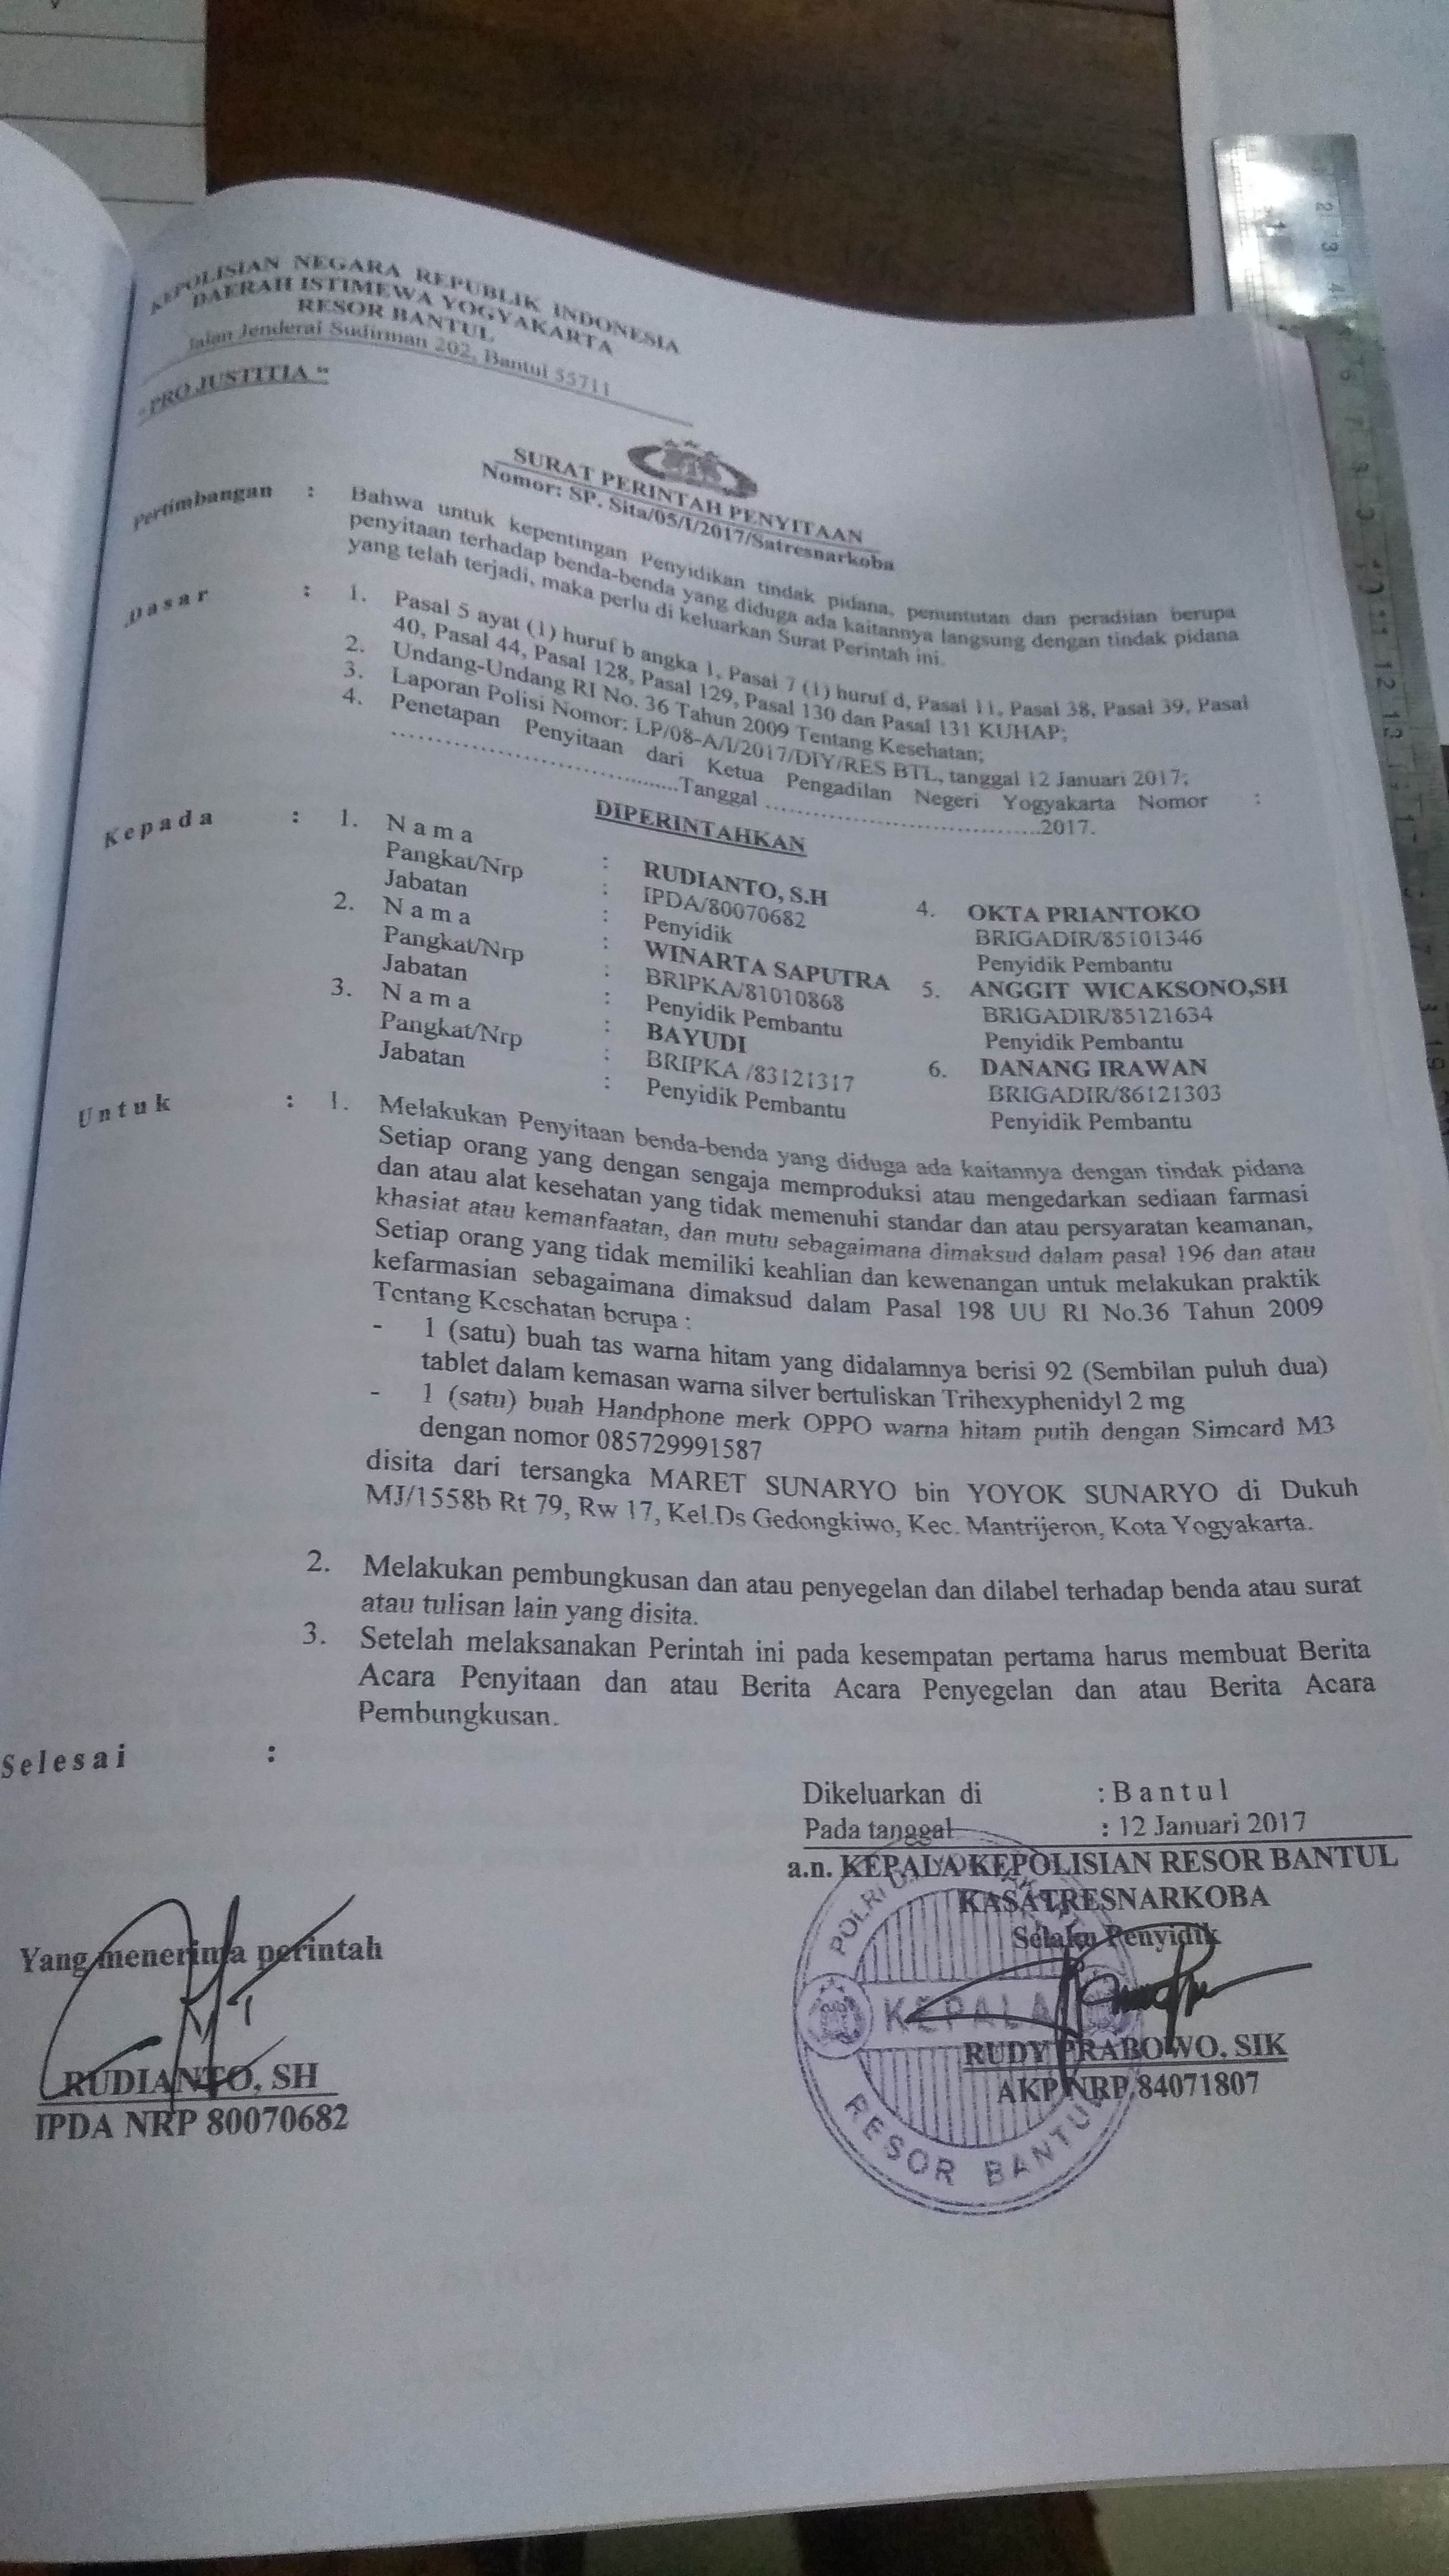 KEPOLISIAN NEGARA REPUBLIK INDONESIA
DAERAH ISTIMEWA YOGYAKARTA
RESOR BANTUL
Jalan Jenderal Sudirman 202, Bantul 55711
"PRO JUSTITIA"
SURAT PERINTAH PENYITAAN
Nomor: SP. Sita/05/I/2017/Satresnarkoba
Pertimbangan : Bahwa untuk kepentingan Penyidikan tindak pidana, penuntutan dan peradilan berupa
penyitaan terhadap benda-benda yang diduga ada kaitannya langsung dengan tindak pidana
yang telah terjadi, maka perlu di keluarkan Surat Perintah ini.
Dasar : 1. Pasal 5 ayat (1) huruf b angka 1, Pasal 7 (1) huruf d, Pasal 11, Pasal 38, Pasal 39, Pasal
40, Pasal 44, Pasal 128, Pasal 129, Pasal 130 dan Pasal 131 KUHAP;
2. Undang-Undang RI No. 36 Tahun 2009 Tentang Kesehatan;
3. Laporan Polisi Nomor: LP/08-A/I/2017/DIY/RES BTL, tanggal 12 Januari 2017;
4. Penetapan Penyitaan dari Ketua Pengadilan Negeri Yogyakarta Nomor :
.................................Tanggal .................................2017.
DIPERINTAHKAN
Kepada : 1. N a m a : RUDIANTO, S.H 4. OKTA PRIANTOKO
Pangkat/Nrp : IPDA/80070682 BRIGADIR/85101346
Jabatan : Penyidik Penyidik Pembantu
2. N a m a : WINARTA SAPUTRA 5. ANGGIT WICAKSONO,SH
Pangkat/Nrp : BRIPKA/81010868 BRIGADIR/85121634
Jabatan : Penyidik Pembantu Penyidik Pembantu
3. N a m a : BAYUDI 6. DANANG IRAWAN
Pangkat/Nrp : BRIPKA /83121317 BRIGADIR/86121303
Jabatan : Penyidik Pembantu Penyidik Pembantu
Untuk : 1. Melakukan Penyitaan benda-benda yang diduga ada kaitannya dengan tindak pidana
Setiap orang yang dengan sengaja memproduksi atau mengedarkan sediaan farmasi
dan atau alat kesehatan yang tidak memenuhi standar dan atau persyaratan keamanan,
khasiat atau kemanfaatan, dan mutu sebagaimana dimaksud dalam pasal 196 dan atau
Setiap orang yang tidak memiliki keahlian dan kewenangan untuk melakukan praktik
kefarmasian sebagaimana dimaksud dalam Pasal 198 UU RI No.36 Tahun 2009
Tentang Kesehatan berupa :
- 1 (satu) buah tas warna hitam yang didalamnya berisi 92 (Sembilan puluh dua)
tablet dalam kemasan warna silver bertuliskan Trihexyphenidyl 2 mg
- 1 (satu) buah Handphone merk OPPO warna hitam putih dengan Simcard M3
dengan nomor 085729991587
disita dari tersangka MARET SUNARYO bin YOYOK SUNARYO di Dukuh
MJ/1558b Rt 79, Rw 17, Kel.Ds Gedongkiwo, Kec. Mantrijeron, Kota Yogyakarta.
2. Melakukan pembungkusan dan atau penyegelan dan dilabel terhadap benda atau surat
atau tulisan lain yang disita.
3. Setelah melaksanakan Perintah ini pada kesempatan pertama harus membuat Berita
Acara Penyitaan dan atau Berita Acara Penyegelan dan atau Berita Acara
Pembungkusan.
Selesai :
Dikeluarkan di : B a n t u l
Pada tanggal : 12 Januari 2017
a.n. KEPALA KEPOLISIAN RESOR BANTUL
KASATRESNARKOBA
Selaku Penyidik
Yang menerima perintah
KEPALA
RESOR BANTUL
RUDY PRABOWO. SIK
AKP NRP 84071807
RUDIANTO, SH
IPDA NRP 80070682